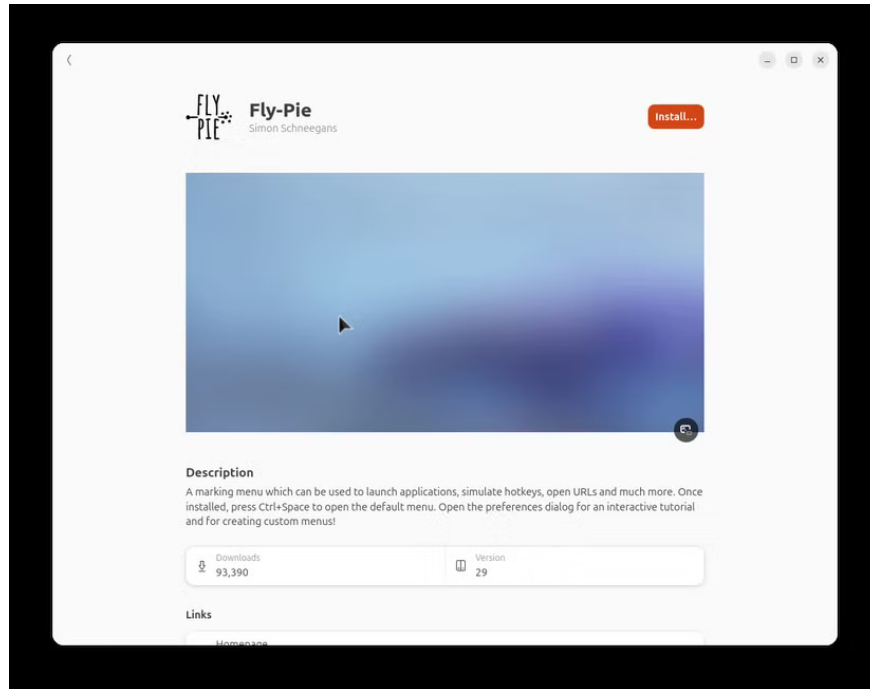 FLY
PIE
Fly-Pie
Simon Schneegans
Install...
Description
A marking menu which can be used to launch applications, simulate hotkeys, open URLs and much more. Once
installed, press Ctrl+Space to open the default menu. Open the preferences dialog for an interactive tutorial
and for creating custom menus!
Downloads
93,390
Version
29
Links
Homepage